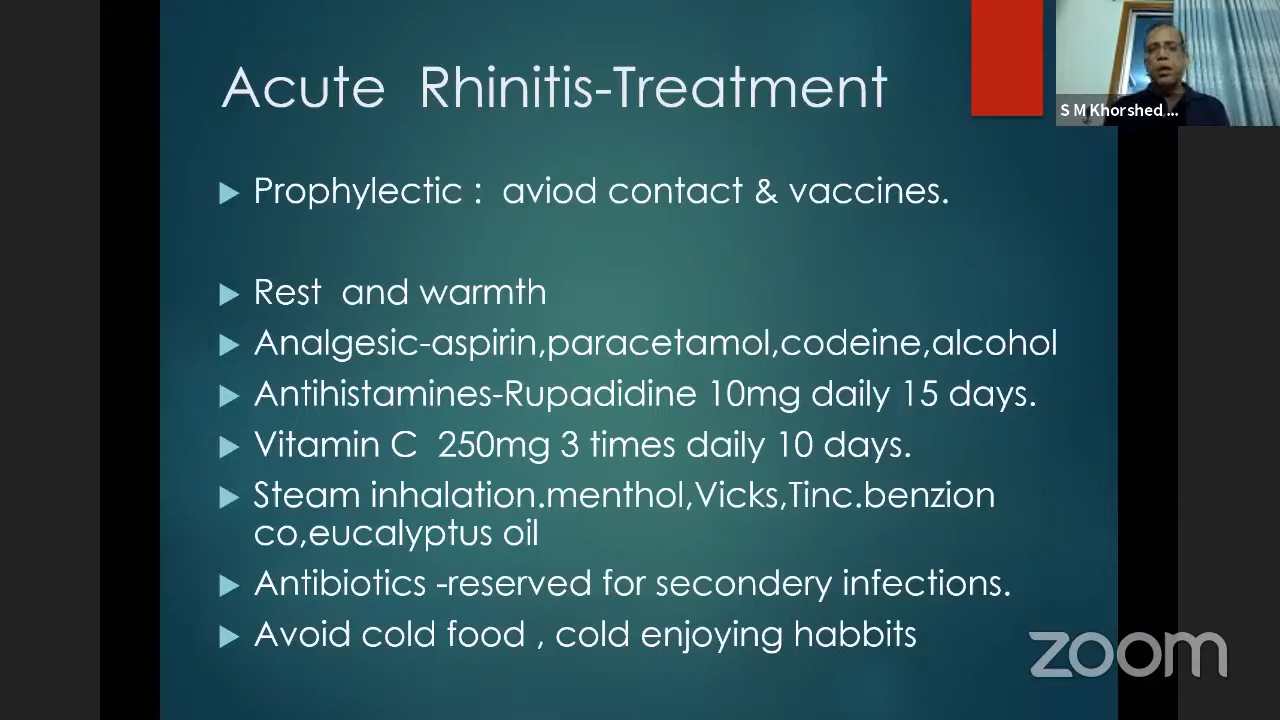 Acute Rhinitis-Treatment
S M Khorshed ...
Prophylectic : aviod contact & vaccines.
Rest and warmth
Analgesic-aspirin,paracetamol,codeine,alcohol
Antihistamines-Rupadidine 10mg daily 15 days.
Vitamin C 250mg 3 times daily 10 days.
Steam inhalation.menthol,Vicks,Tinc.benzion
co,eucalyptus oil
Antibiotics -reserved for secondery infections.
Avoid cold food , cold enjoying habbits
zoom